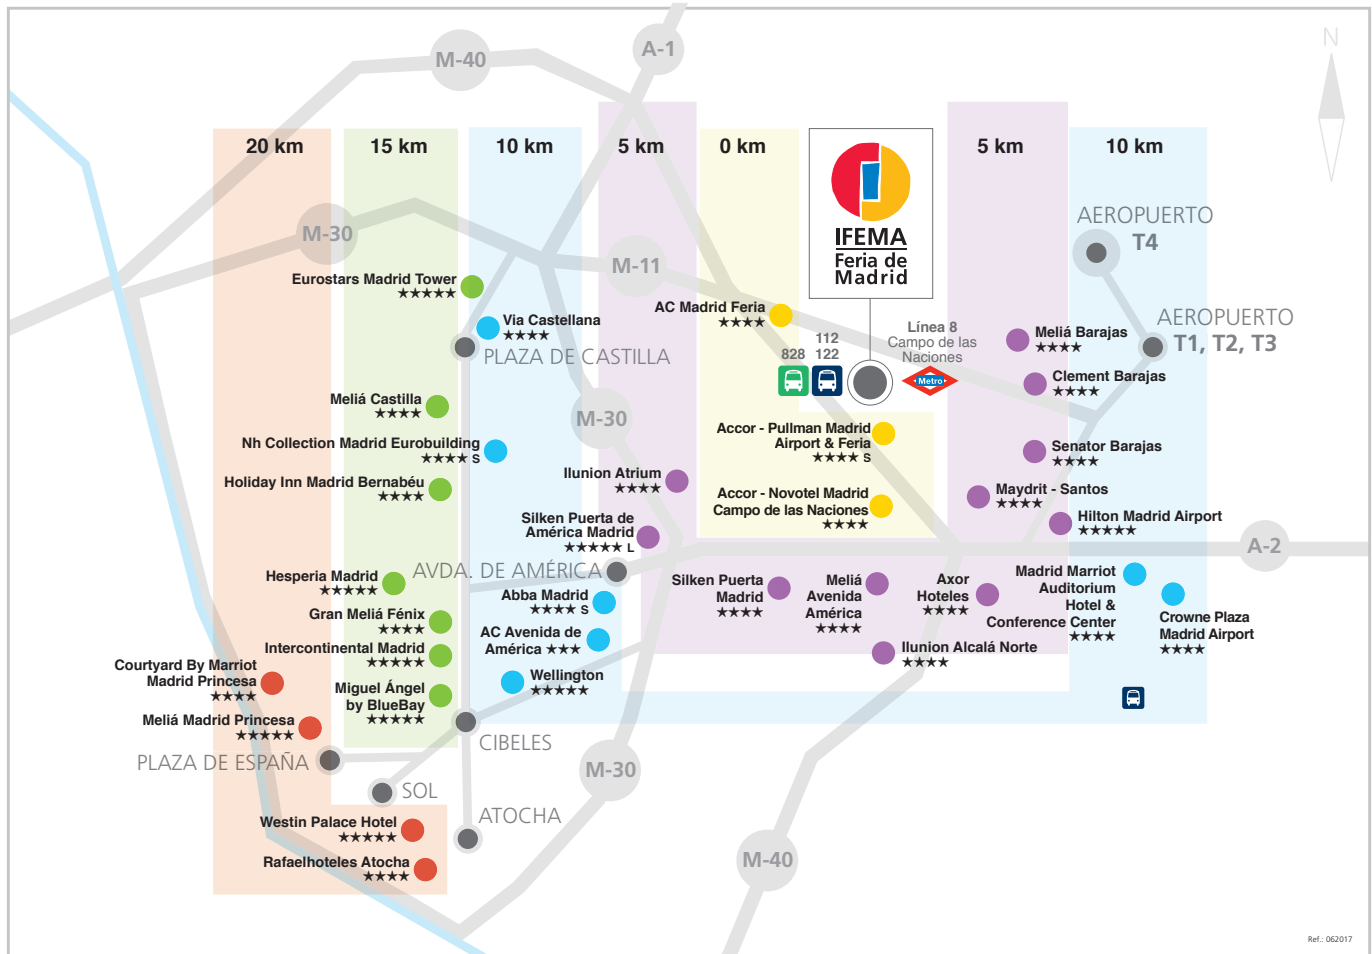 M-40
A-1
N
20 km
15 km
10 km
5 km
0 km
5 km
10 km
IFEMA
Feria de
Madrid
AEROPUERTO
T4
M-30
M-11
Eurostars Madrid Tower
★★★★★
Via Castellana
★★★★
PLAZA DE CASTILLA
AC Madrid Feria
★★★★
828
112
122
Línea 8
Campo de las
Naciones
Metro
Meliá Barajas
★★★★
AEROPUERTO
T1, T2, T3
Clement Barajas
★★★★
Meliá Castilla
★★★★
M-30
Nh Collection Madrid Eurobuilding
★★★★ S
Holiday Inn Madrid Bernabéu
★★★★
Ilunion Atrium
★★★★
Accor - Pullman Madrid
Airport & Feria
★★★★ S
Accor - Novotel Madrid
Campo de las Naciones
★★★★
Senator Barajas
★★★★
Maydrit - Santos
★★★★
Hilton Madrid Airport
★★★★★
Silken Puerta de
América Madrid
★★★★★ L
A-2
AVDA. DE AMÉRICA
Hesperia Madrid
★★★★★
Abba Madrid
★★★★ S
Silken Puerta
Madrid
★★★★
Meliá
Avenida
América
★★★★
Axor
Hoteles
★★★★
Madrid Marriot
Auditorium
Hotel &
Conference Center
★★★★
Crowne Plaza
Madrid Airport
★★★★
Gran Meliá Fénix
★★★★
AC Avenida de
América ★★★
Ilunion Alcalá Norte
★★★★
Intercontinental Madrid
★★★★★
Wellington
★★★★★
Courtyard By Marriot
Madrid Princesa
★★★★
Miguel Ángel
by BlueBay
★★★★★
Meliá Madrid Princesa
★★★★★
CIBELES
PLAZA DE ESPAÑA
M-30
SOL
ATOCHA
Westin Palace Hotel
★★★★★
Rafaelhoteles Atocha
★★★★
M-40
Ref.: 062017